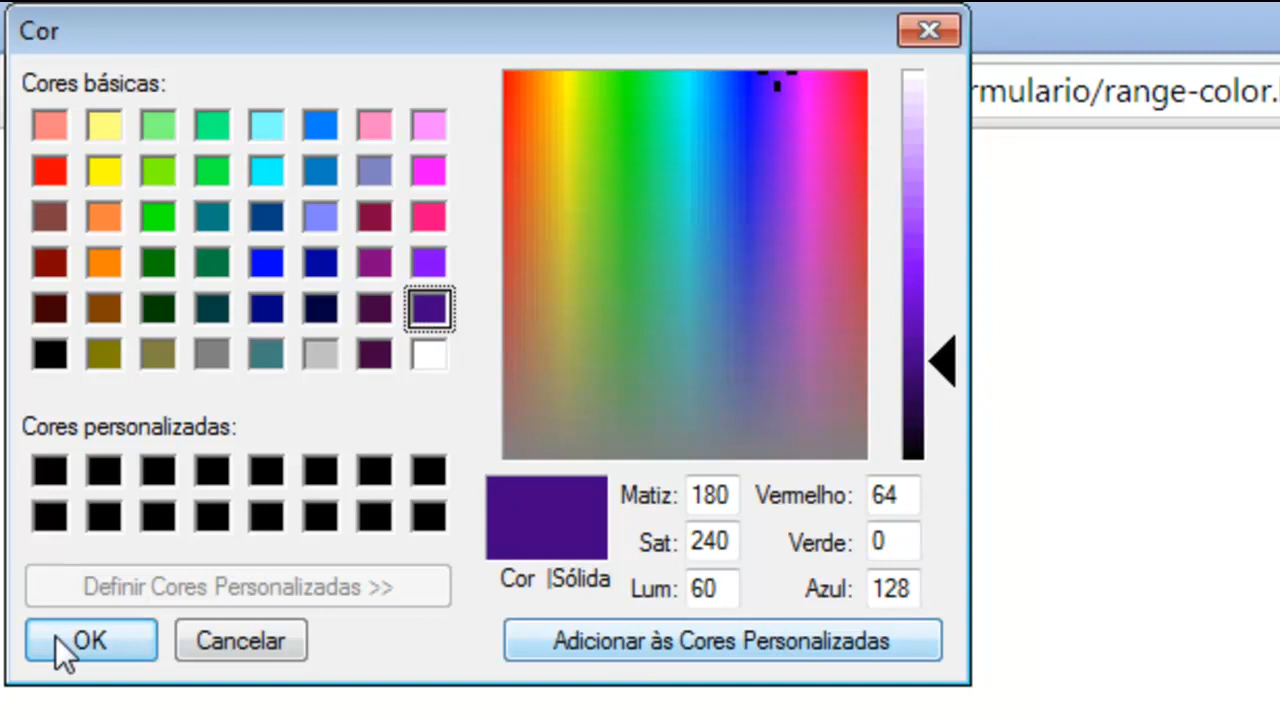 Cor
rmulario/range-color.
Cores básicas:
Cores personalizadas:
Matiz: 180 Vermelho: 64
Sat: 240 Verde: 0
Cor |Sólida
Lum: 60 Azul: 128
Definir Cores Personalizadas >>
OK Cancelar Adicionar às Cores Personalizadas